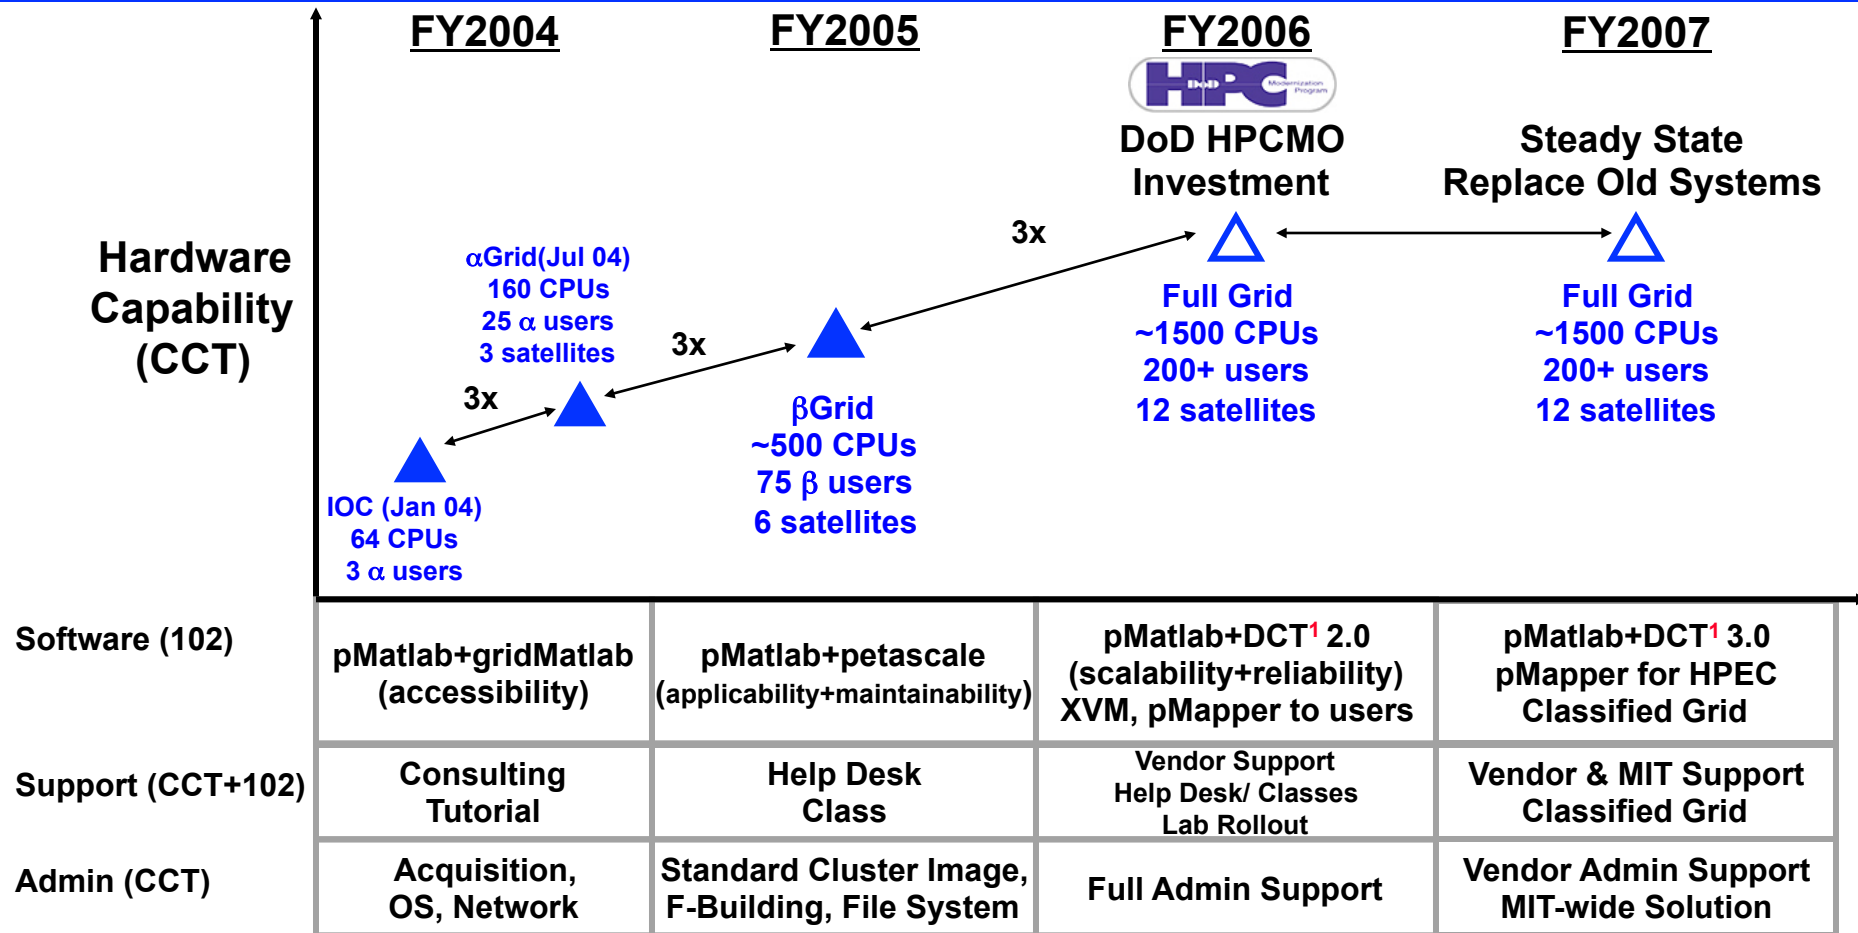 FY2004
FY2005
FY2006
FY2007
HPC
DoD
Modernization
Program
DoD HPCMO
Investment
Steady State
Replace Old Systems
Hardware
Capability
(CCT)
3x
3x
3x
αGrid(Jul 04)
160 CPUs
25 α users
3 satellites
IOC (Jan 04)
64 CPUs
3 α users
βGrid
~500 CPUs
75 β users
6 satellites
Full Grid
~1500 CPUs
200+ users
12 satellites
Full Grid
~1500 CPUs
200+ users
12 satellites
Software (102)
pMatlab+gridMatlab
(accessibility)
pMatlab+petascale
(applicability+maintainability)
pMatlab+DCT¹ 2.0
(scalability+reliability)
XVM, pMapper to users
pMatlab+DCT¹ 3.0
pMapper for HPEC
Classified Grid
Support (CCT+102)
Consulting
Tutorial
Help Desk
Class
Vendor Support
Help Desk/ Classes
Lab Rollout
Vendor & MIT Support
Classified Grid
Admin (CCT)
Acquisition,
OS, Network
Standard Cluster Image,
F-Building, File System
Full Admin Support
Vendor Admin Support
MIT-wide Solution